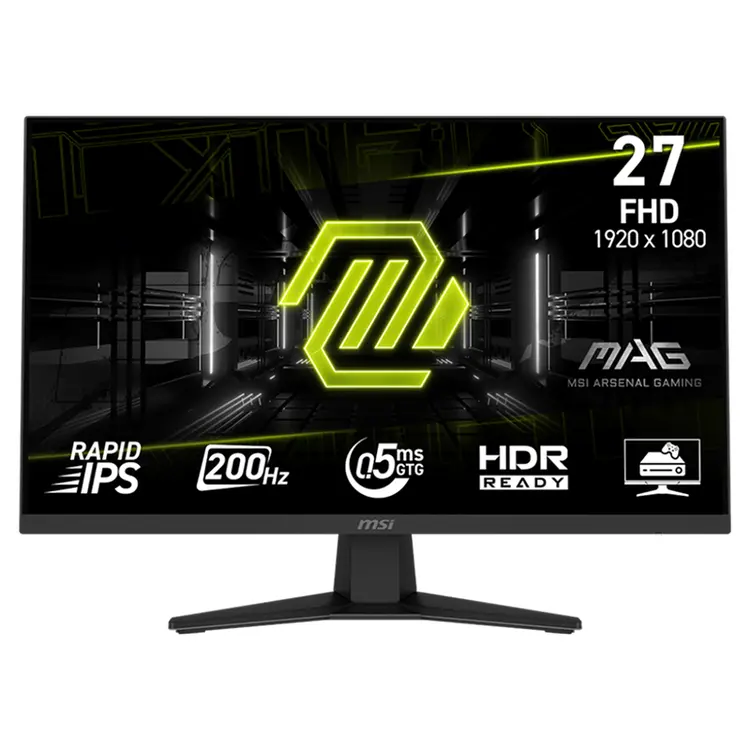 27
FHD
1920 x 1080
MAG
MSI ARSENAL GAMING
RAPID
IPS
200Hz
0.5ms
GTG
HDR
READY
msi